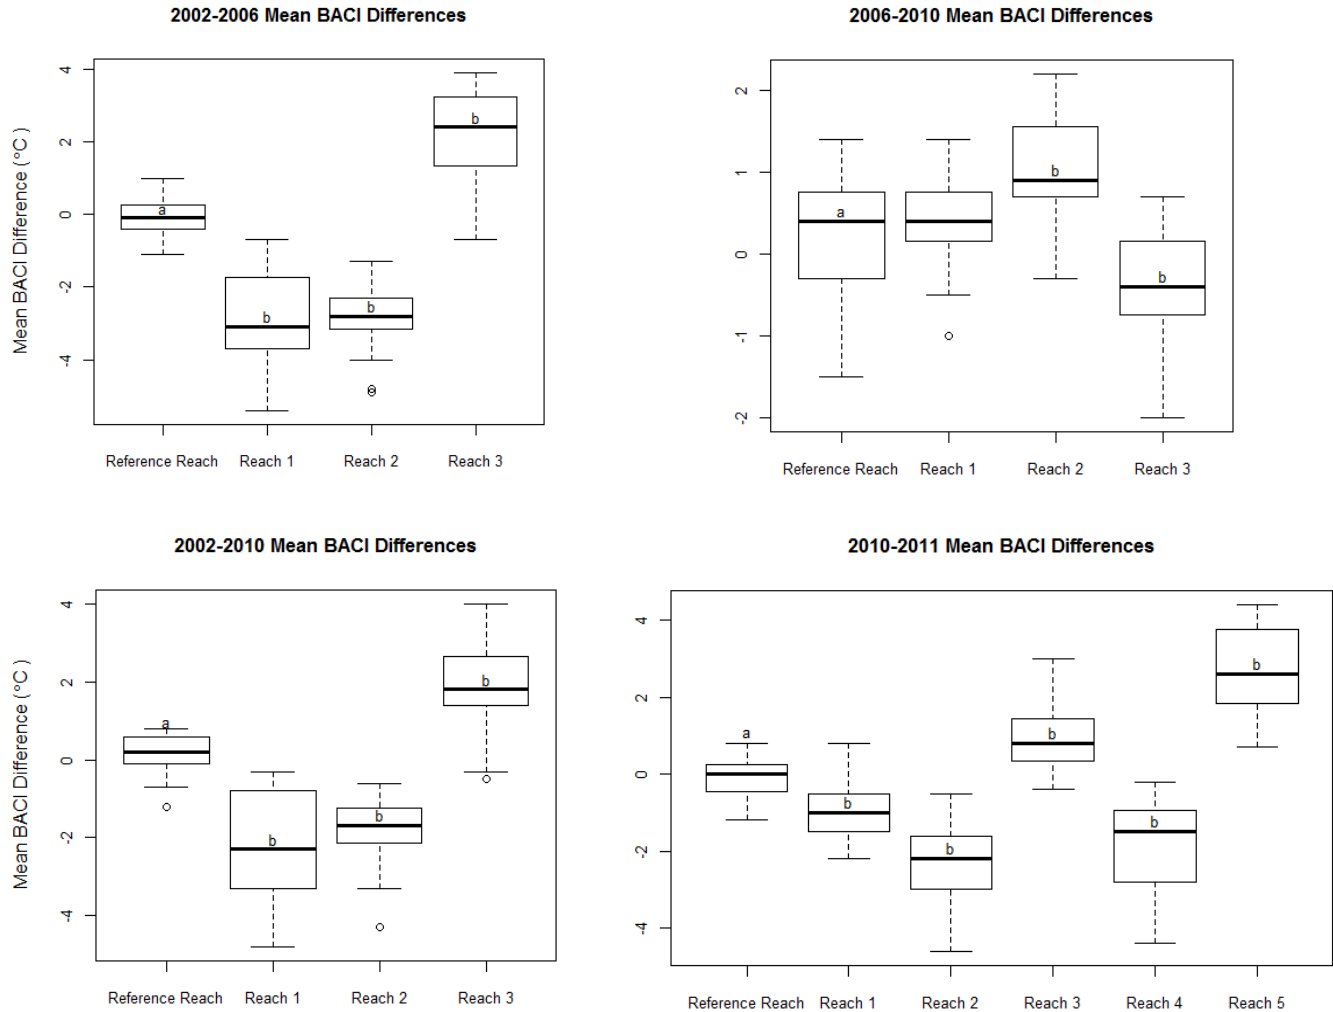 2002-2006 Mean BACI Differences
Mean BACI Difference (°C )
4
2
0
-2
-4
a
b
b
b
Reference Reach Reach 1 Reach 2 Reach 3
2006-2010 Mean BACI Differences
2
1
0
-1
-2
a
b
b
Reference Reach Reach 1 Reach 2 Reach 3
2002-2010 Mean BACI Differences
Mean BACI Difference (°C )
4
2
0
-2
-4
a
b
b
b
Reference Reach Reach 1 Reach 2 Reach 3
2010-2011 Mean BACI Differences
4
2
0
-2
-4
a
b
b
b
b
b
Reference Reach Reach 1 Reach 2 Reach 3 Reach 4 Reach 5